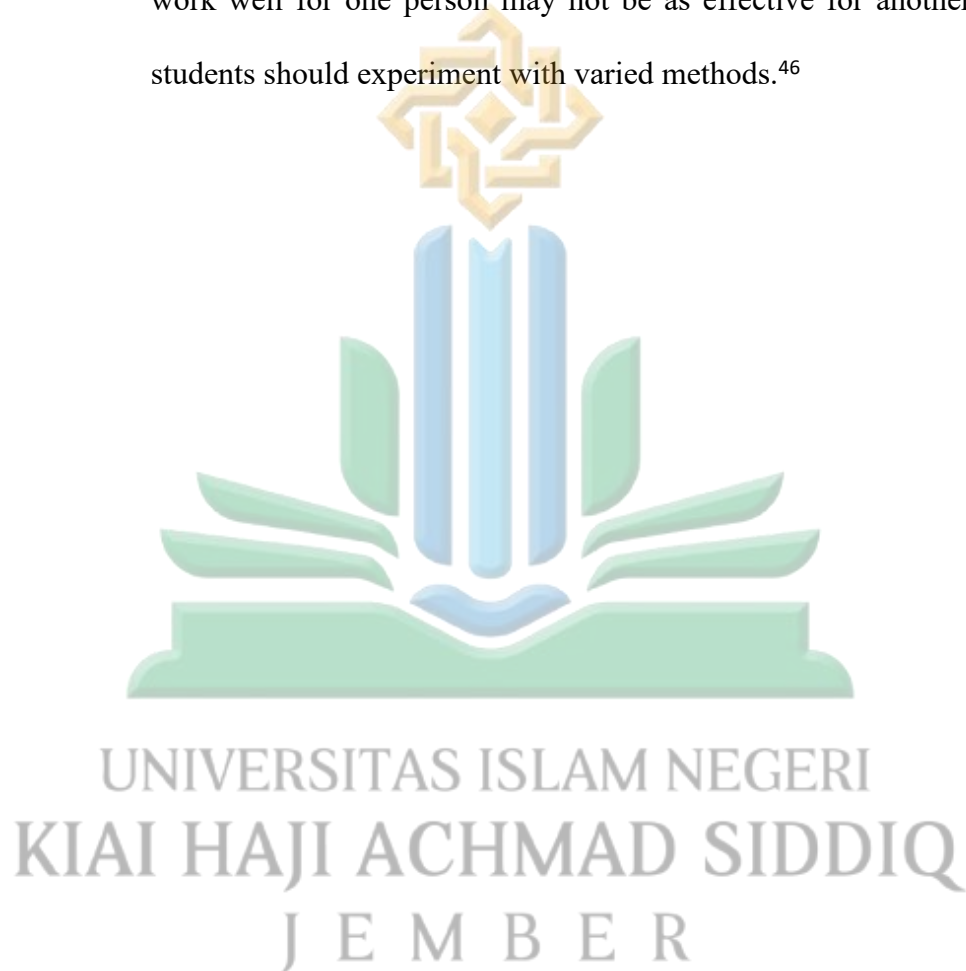 work well for one person may not be as effective for another
students should experiment with varied methods.46
UNIVERSITAS ISLAM NEGERI
KIAI HAJI ACHMAD SIDDIQ
J E M B E R